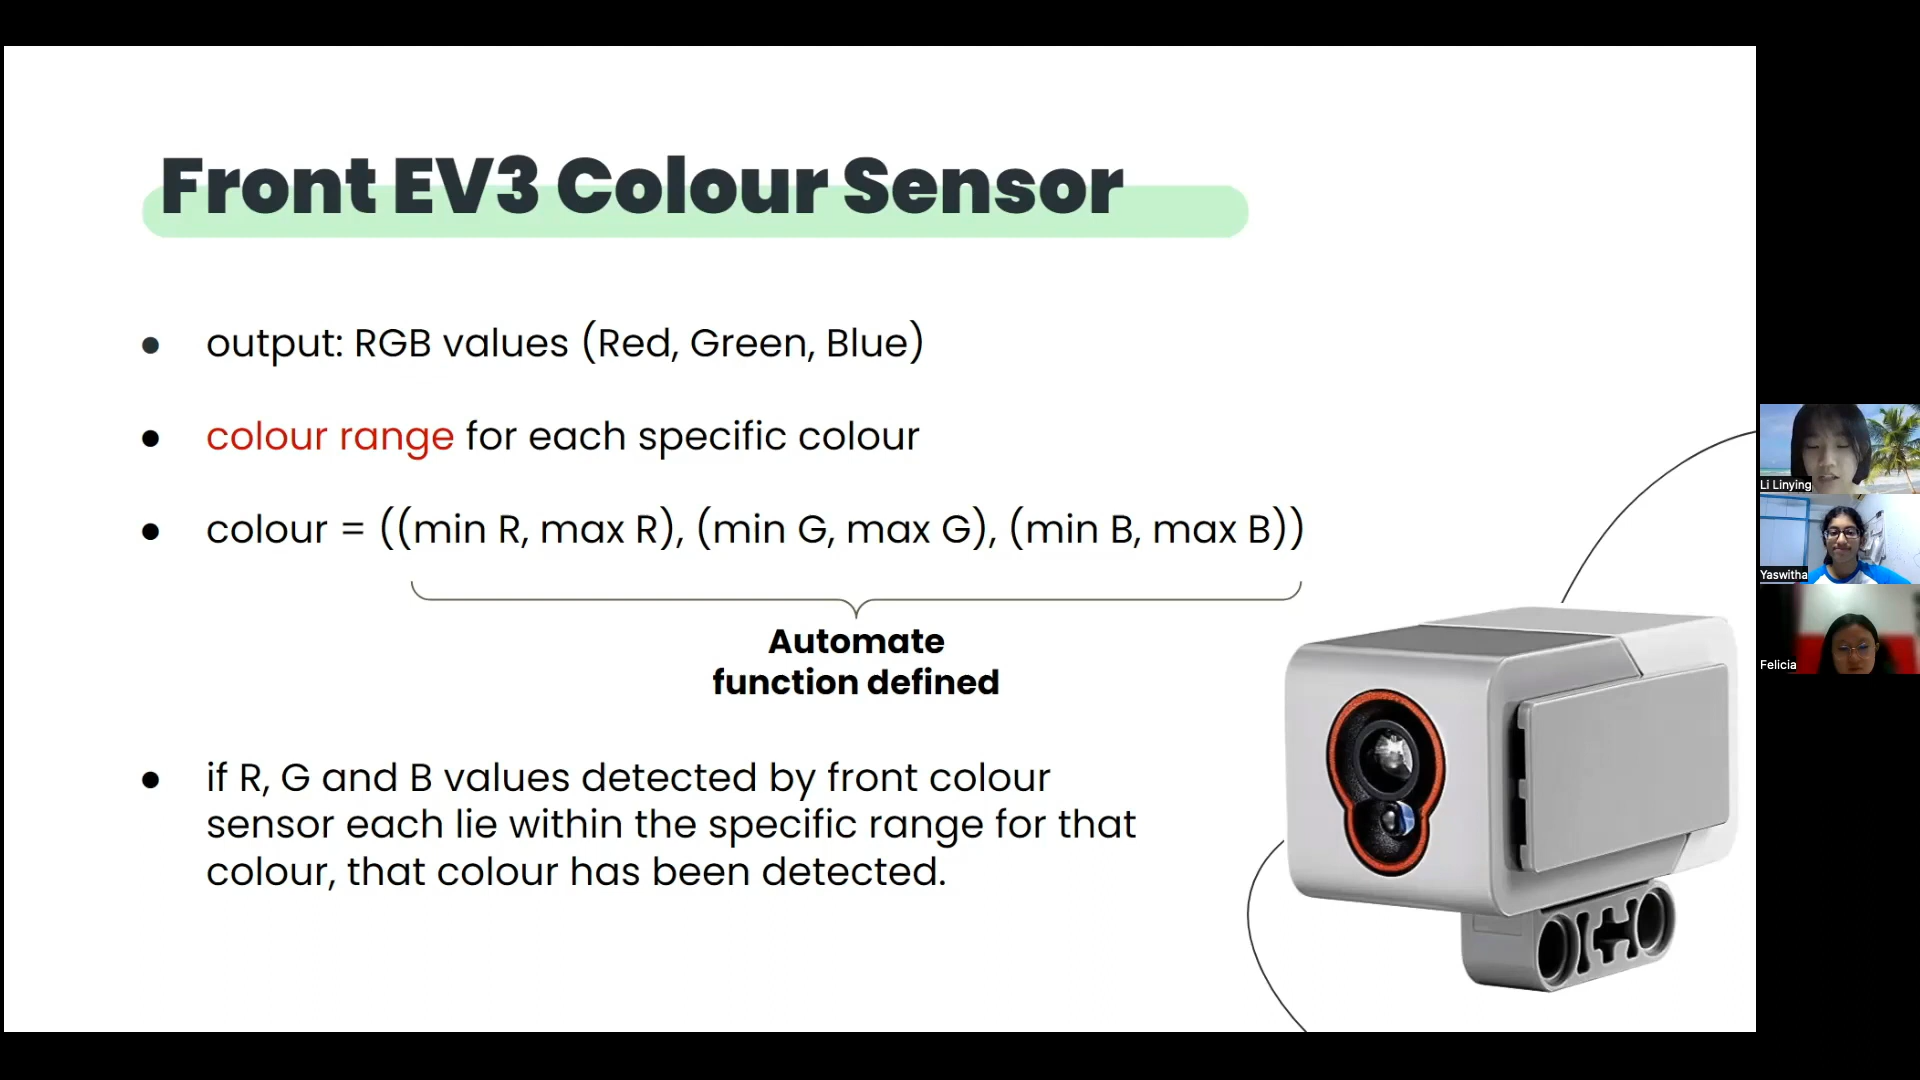 Front EV3 Colour Sensor
● output: RGB values (Red, Green, Blue)
● colour range for each specific colour
● colour = ((min R, max R), (min G, max G), (min B, max B))
Automate
function defined
● if R, G and B values detected by front colour
sensor each lie within the specific range for that
colour, that colour has been detected.
Li Linying
Yaswitha
Felicia